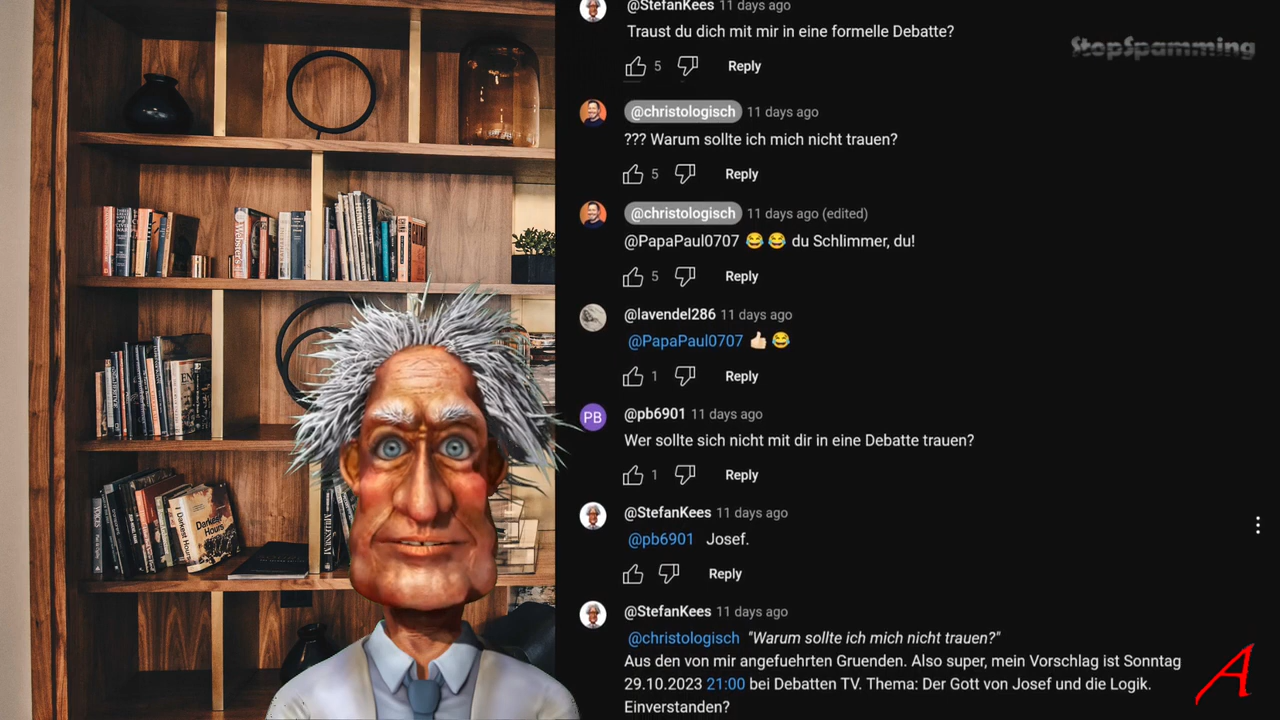 @StefanKees 11 days ago
Traust du dich mit mir in eine formelle Debatte?
5 Reply
StopSpamming
@christologisch 11 days ago
??? Warum sollte ich mich nicht trauen?
5 Reply
@christologisch 11 days ago (edited)
@PapaPaul0707 😂 😂 du Schlimmer, du!
5 Reply
@lavendel286 11 days ago
@PapaPaul0707 👍🏻 😂
1 Reply
PB
@pb6901 11 days ago
Wer sollte sich nicht mit dir in eine Debatte trauen?
1 Reply
@StefanKees 11 days ago
@pb6901 Josef.
Reply
@StefanKees 11 days ago
@christologisch "Warum sollte ich mich nicht trauen?"
Aus den von mir angefuehrten Gruenden. Also super, mein Vorschlag ist Sonntag
29.10.2023 21:00 bei Debatten TV. Thema: Der Gott von Josef und die Logik.
Einverstanden?
A
Darkest
Hours